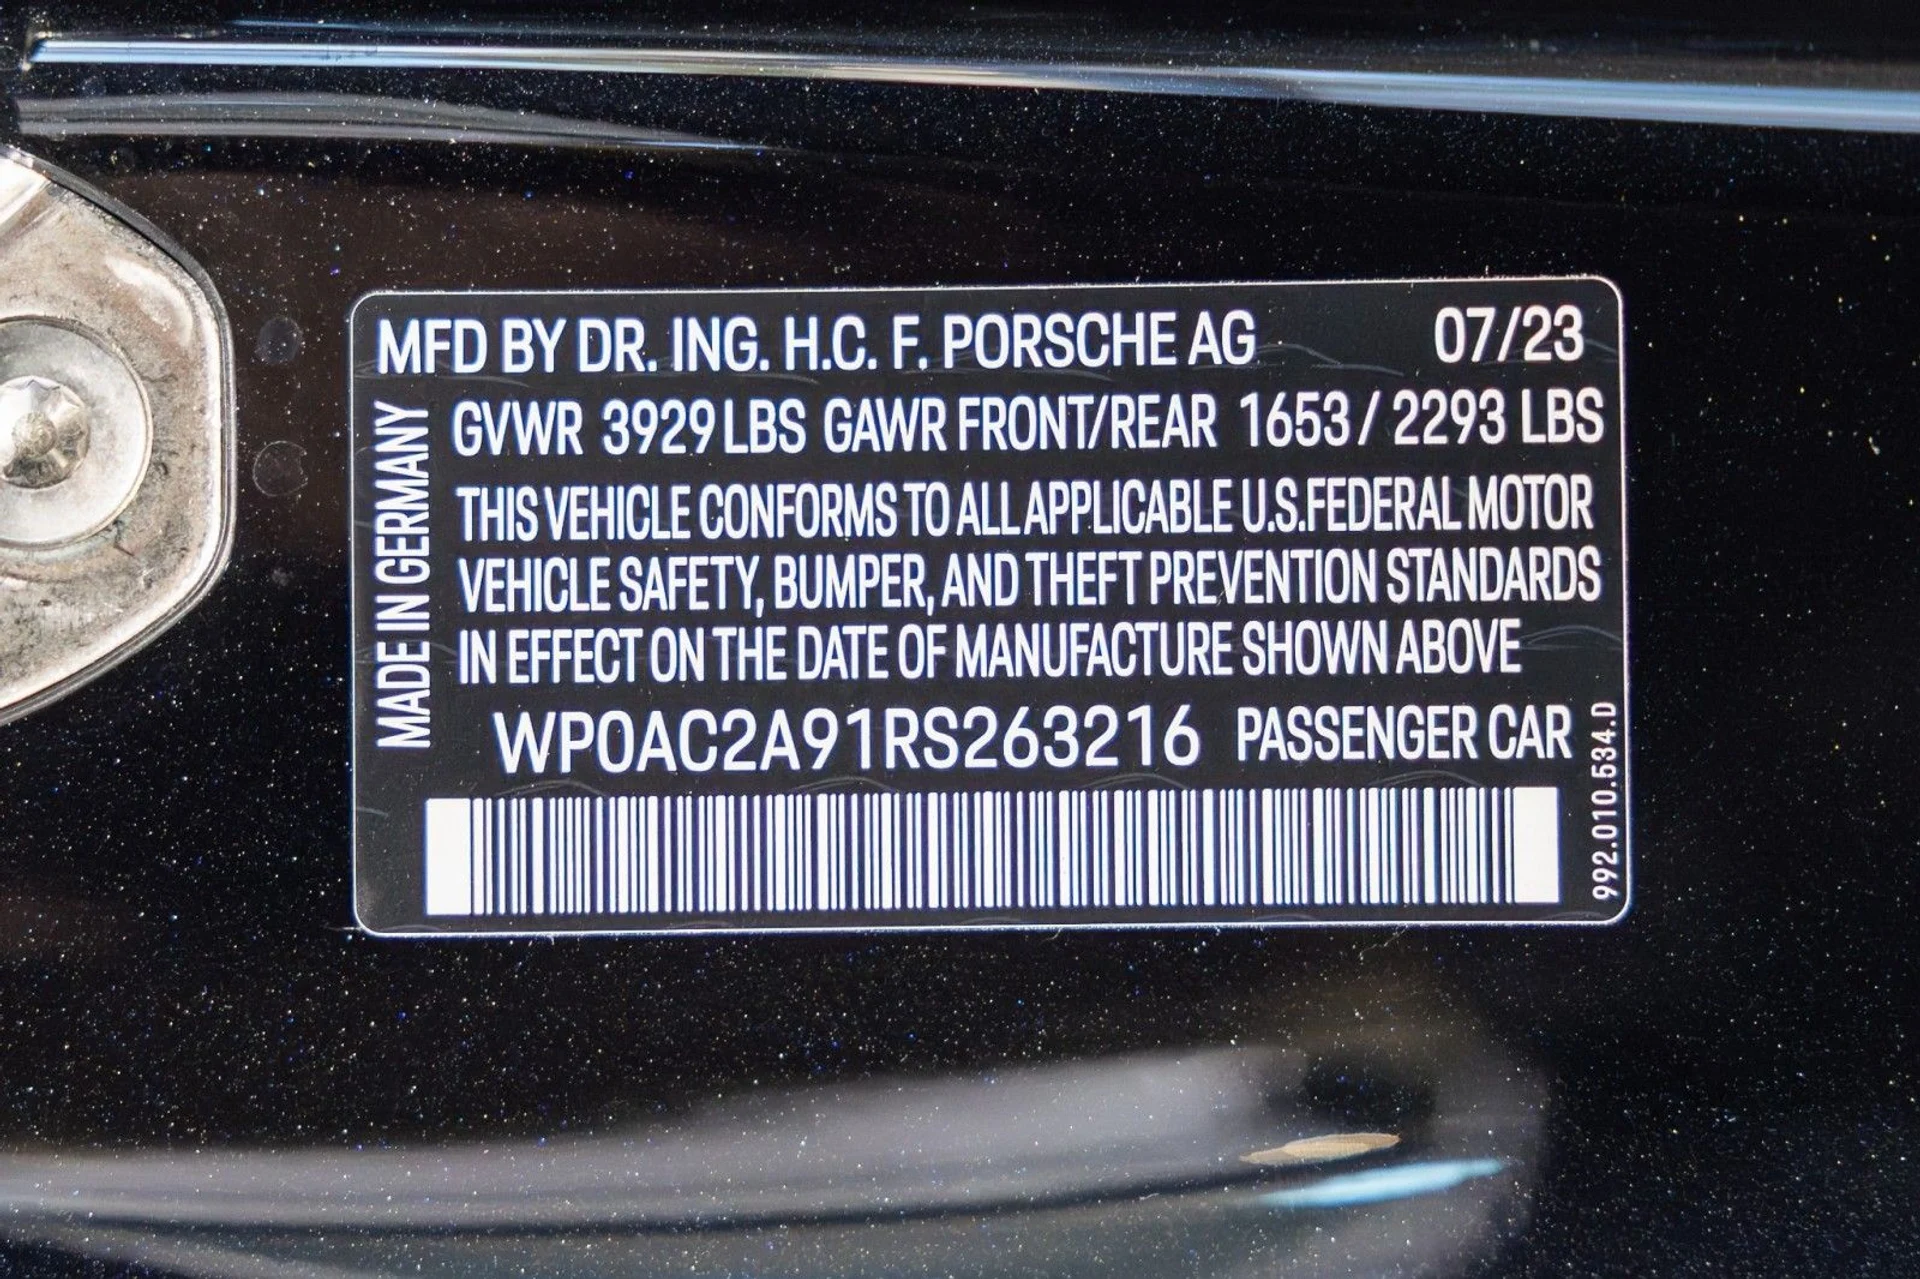 MFD BY DR. ING. H.C. F. PORSCHE AG 07/23
GVWR 3929 LBS GAWR FRONT/REAR 1653 / 2293 LBS
THIS VEHICLE CONFORMS TO ALL APPLICABLE U.S.FEDERAL MOTOR
VEHICLE SAFETY, BUMPER, AND THEFT PREVENTION STANDARDS
IN EFFECT ON THE DATE OF MANUFACTURE SHOWN ABOVE
WP0AC2A91RS263216 PASSENGER CAR
MADE IN GERMANY
992.010.534.D